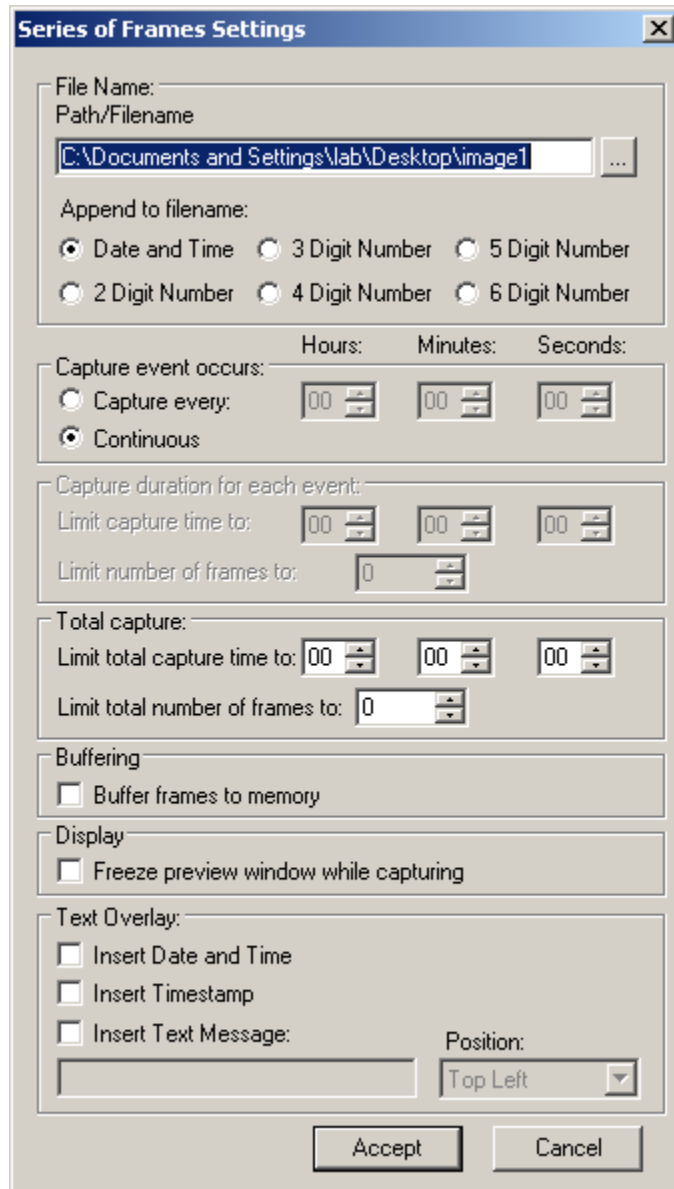 Series of Frames Settings
File Name:
Path/Filename
C:\Documents and Settings\lab\Desktop\image1 ...
Append to filename:
Date and Time 3 Digit Number 5 Digit Number
2 Digit Number 4 Digit Number 6 Digit Number
Hours: Minutes: Seconds:
Capture event occurs:
Capture every: 00 00 00
Continuous
Capture duration for each event:
Limit capture time to: 00 00 00
Limit number of frames to: 0
Total capture:
Limit total capture time to: 00 00 00
Limit total number of frames to: 0
Buffering
Buffer frames to memory
Display
Freeze preview window while capturing
Text Overlay:
Insert Date and Time
Insert Timestamp
Insert Text Message:
Position:
Top Left
Accept Cancel